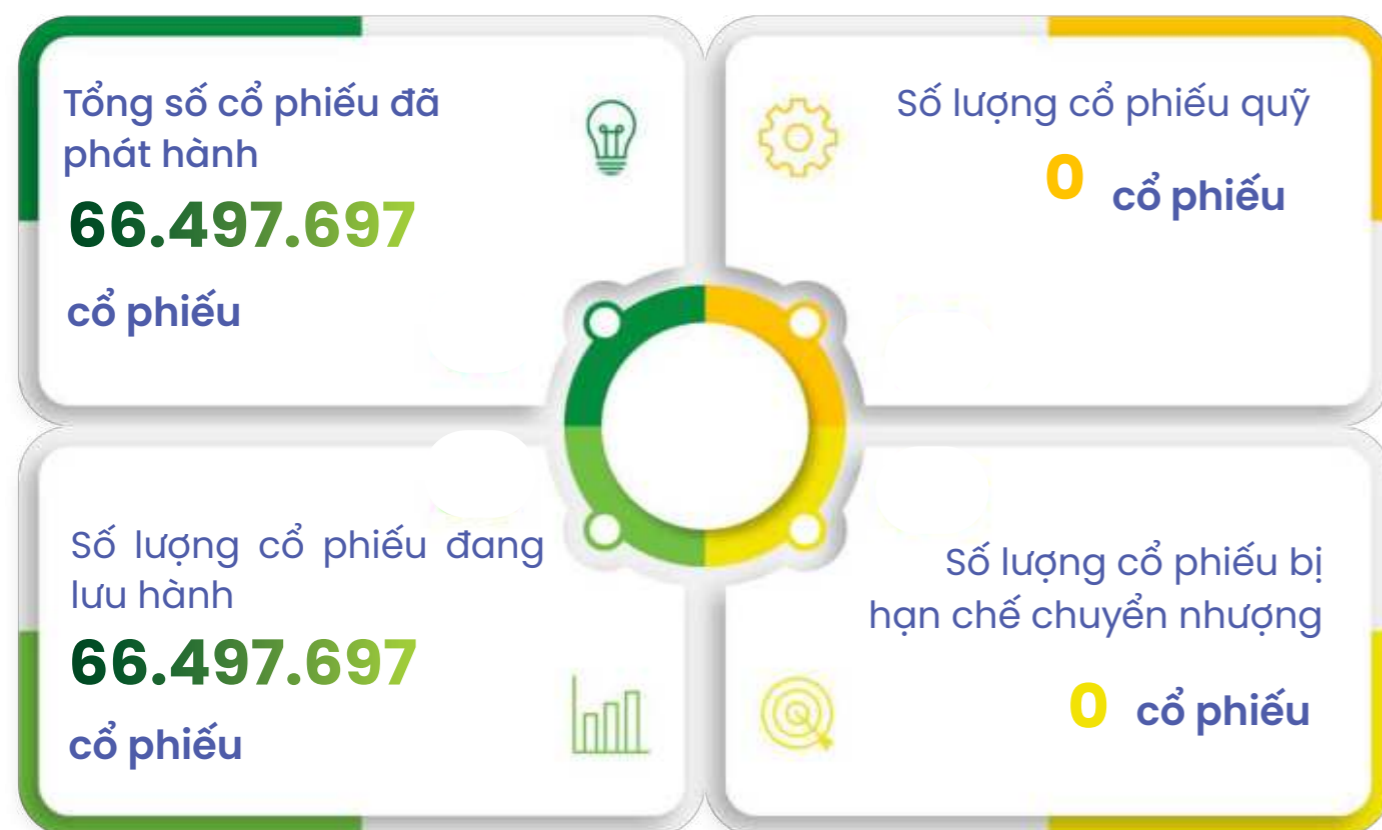 Tổng số cổ phiếu đã
phát hành
66.497.697
cổ phiếu
Số lượng cổ phiếu quỹ
0 cổ phiếu
Số lượng cổ phiếu đang
lưu hành
66.497.697
cổ phiếu
Số lượng cổ phiếu bị
hạn chế chuyển nhượng
0 cổ phiếu